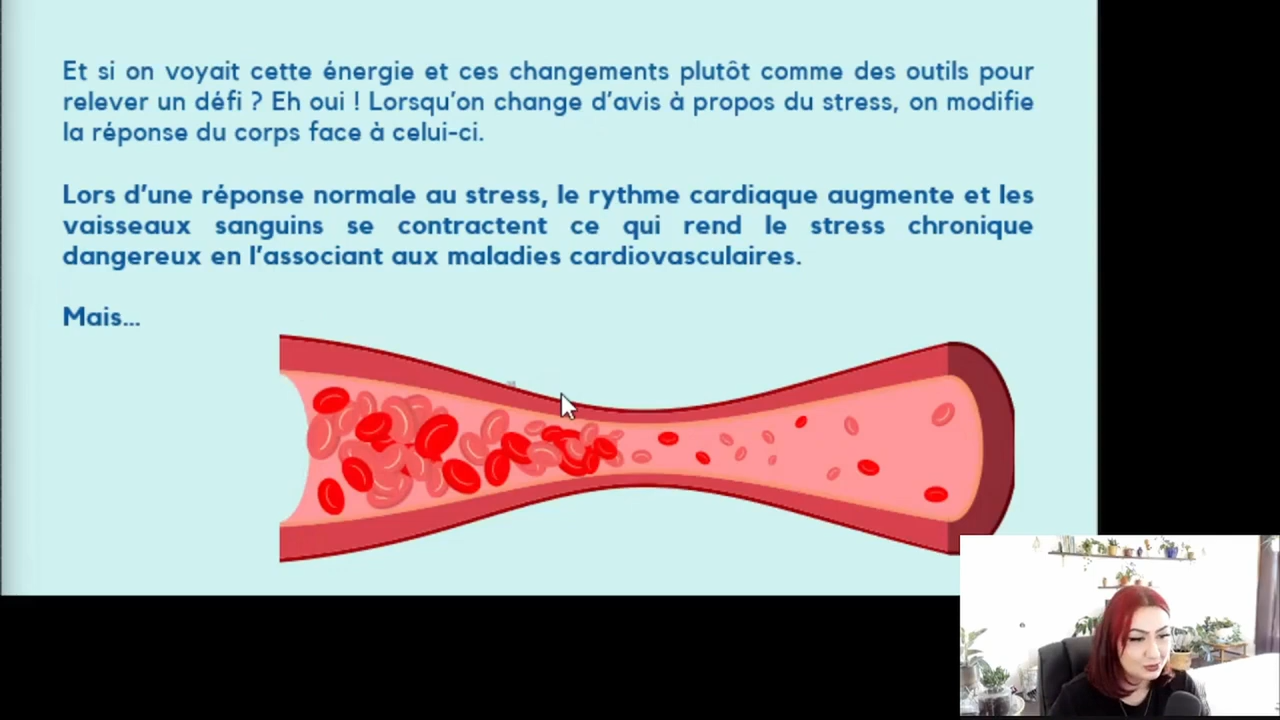 Et si on voyait cette énergie et ces changements plutôt comme des outils pour
relever un défi ? Eh oui ! Lorsqu'on change d'avis à propos du stress, on modifie
la réponse du corps face à celui-ci.
Lors d'une réponse normale au stress, le rythme cardiaque augmente et les
vaisseaux sanguins se contractent ce qui rend le stress chronique
dangereux en l'associant aux maladies cardiovasculaires.
Mais...